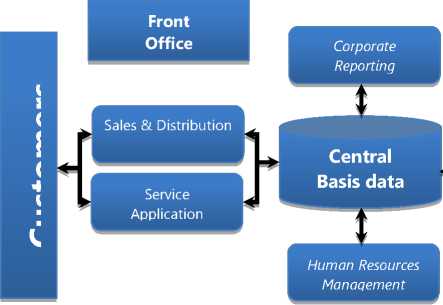 Front
Office
Corporate
Reporting
Customers
Sales & Distribution
Central
Basis data
Service
Application
Human Resources
Management